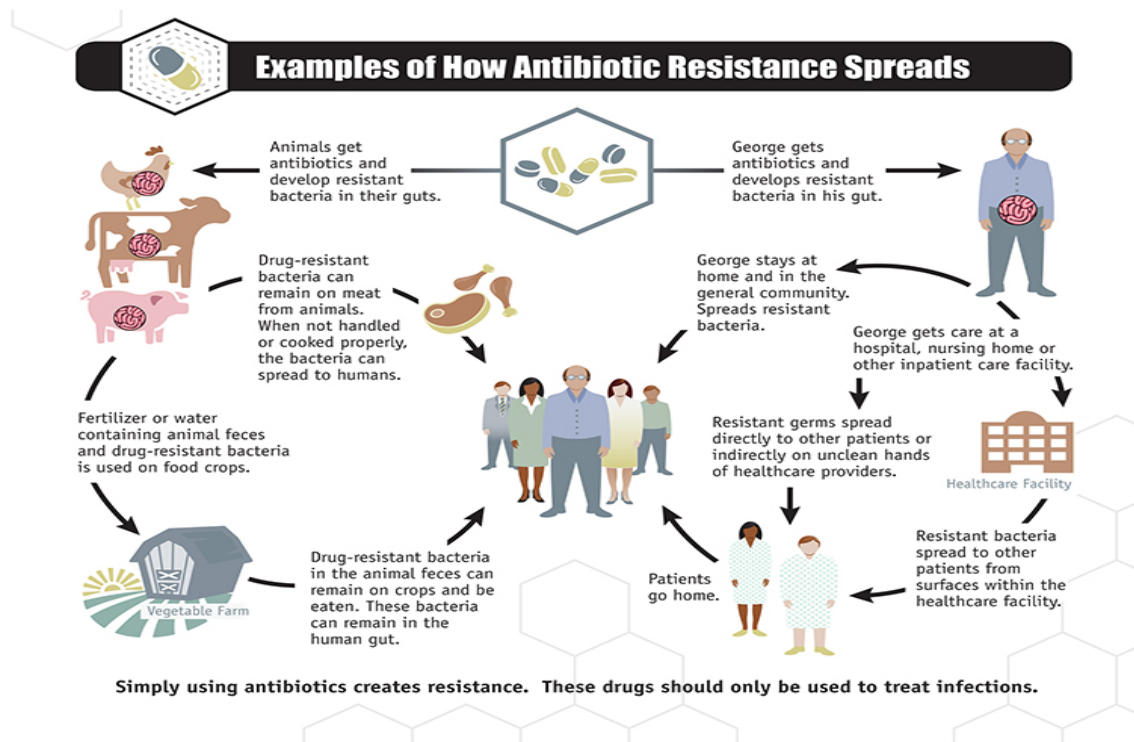 Examples of How Antibiotic Resistance Spreads
Animals get
antibiotics and
develop resistant
bacteria in their guts.
George gets
antibiotics and
develops resistant
bacteria in his gut.
Drug-resistant
bacteria can
remain on meat
from animals.
When not handled
or cooked properly,
the bacteria can
spread to humans.
George stays at
home and in the
general community.
Spreads resistant
bacteria.
George gets care at a
hospital, nursing home or
other inpatient care facility.
Fertilizer or water
containing animal feces
and drug-resistant bacteria
is used on food crops.
Resistant germs spread
directly to other patients or
indirectly on unclean hands
of healthcare providers.
Healthcare Facility
Vegetable Farm
Drug-resistant bacteria
in the animal feces can
remain on crops and be
eaten. These bacteria
can remain in the
human gut.
Patients
go home.
Resistant bacteria
spread to other
patients from
surfaces within the
healthcare facility.
Simply using antibiotics creates resistance. These drugs should only be used to treat infections.